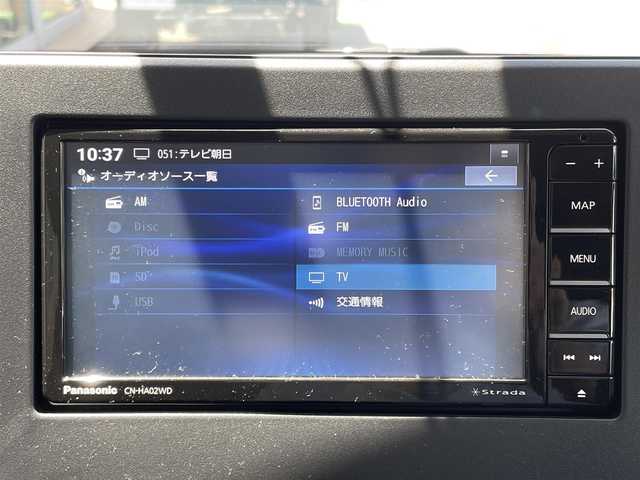 10:37 051:テレビ朝日
オーディオソース一覧
AM
BLUETOOTH Audio
Disc
FM
iPod
MEMORY MUSIC
SD
TV
USB
交通情報
MAP
MENU
AUDIO
Panasonic CN-HA02WD
Strada